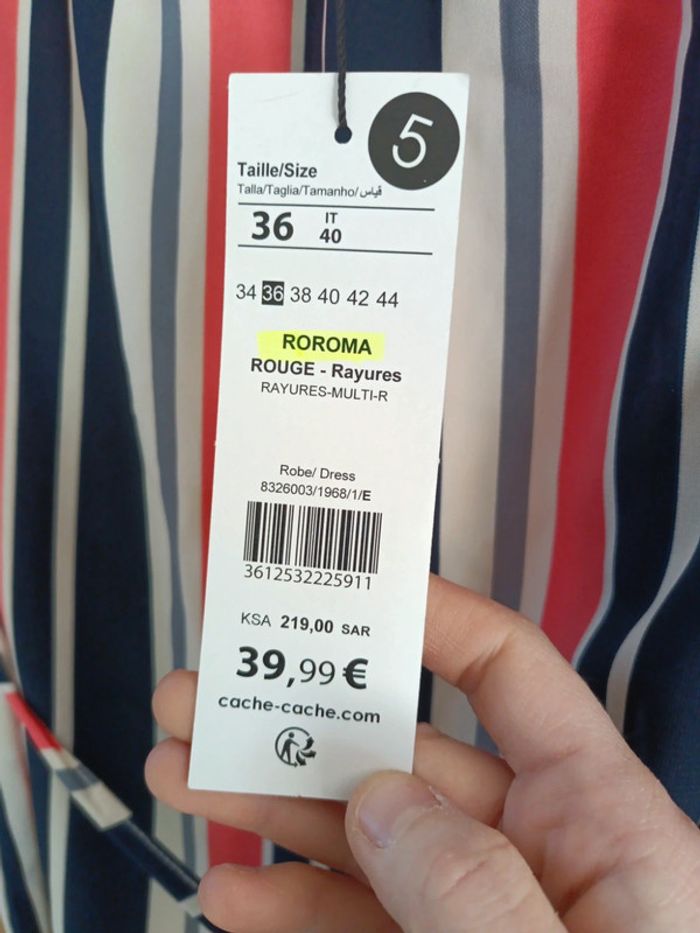 5
Taille/Size
Talla/Taglia/Tamanho/قياس
36 IT 40
34 36 38 40 42 44
ROROMA
ROUGE - Rayures
RAYURES-MULTI-R
Robe/ Dress
8326003/1968/1/E
3612532225911
KSA 219,00 SAR
39,99 €
cache-cache.com